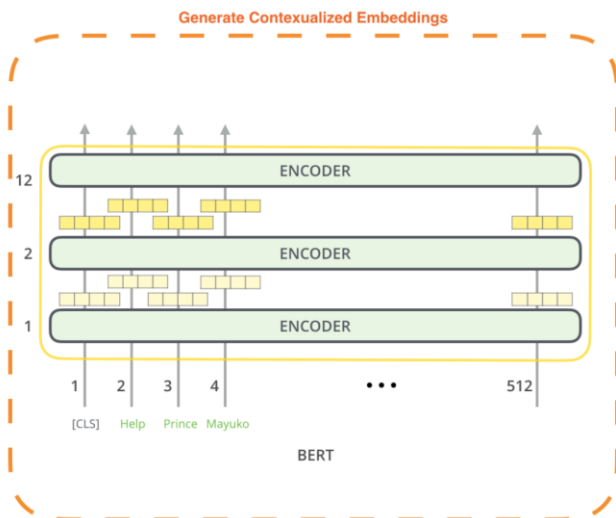 Generate Contexualized Embeddings
12 ENCODER
2 ENCODER
1 ENCODER
1 2 3 4 ••• 512
[CLS] Help Prince Mayuko
BERT